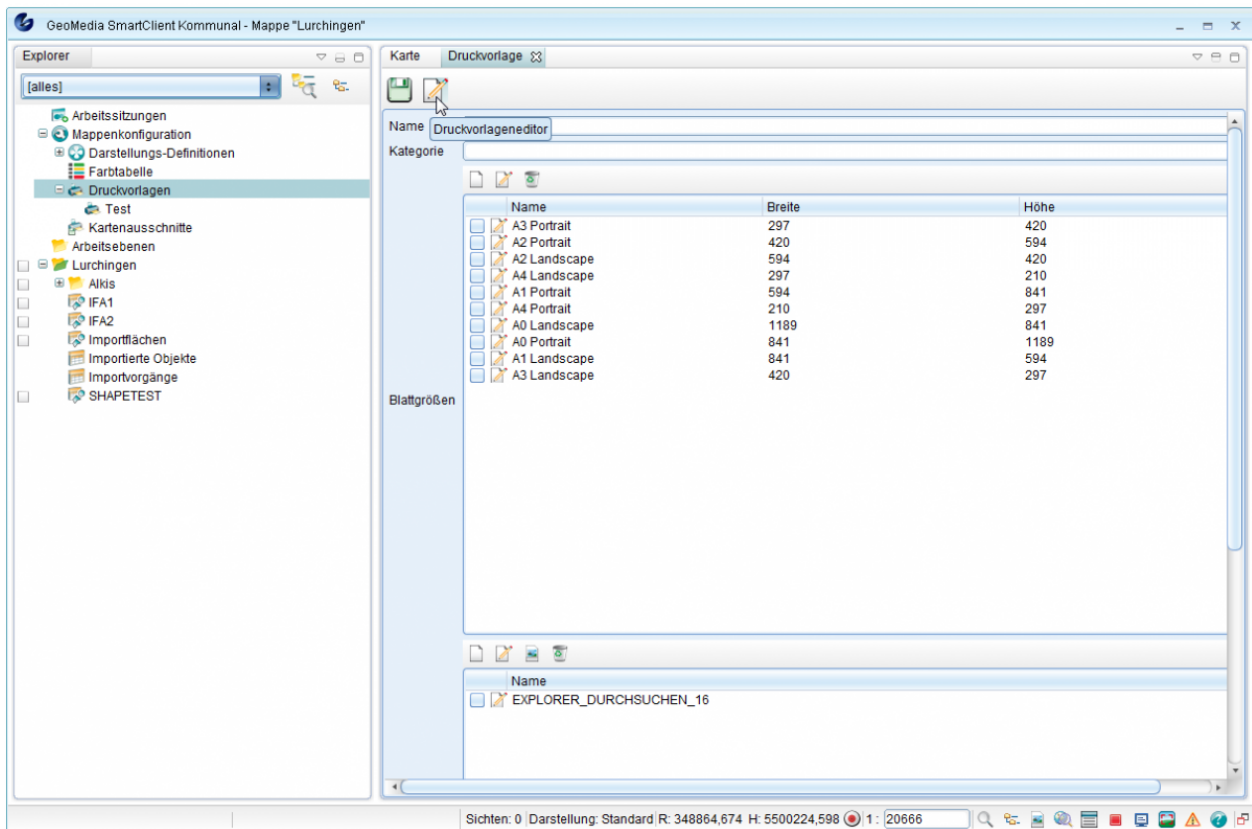 GeoMedia SmartClient Kommunal - Mappe "Lurchingen"
Explorer
[alles]
Arbeitssitzungen
Mappenkonfiguration
Darstellungs-Definitionen
Farbtabelle
Druckvorlagen
Test
Kartenausschnitte
Arbeitsebenen
Lurchingen
Alkis
IFA1
IFA2
Importflächen
Importierte Objekte
Importvorgänge
SHAPETEST
Karte Druckvorlage
Name Druckvorlageneditor
Kategorie
Name Breite Höhe
A3 Portrait 297 420
A2 Portrait 420 594
A2 Landscape 594 420
A4 Landscape 297 210
A1 Portrait 594 841
A4 Portrait 210 297
A0 Landscape 1189 841
A0 Portrait 841 1189
A1 Landscape 841 594
A3 Landscape 420 297
Blattgrößen
Name
EXPLORER_DURCHSUCHEN_16
Sichten: 0 Darstellung: Standard R: 348864,674 H: 5500224,598 1 : 20666